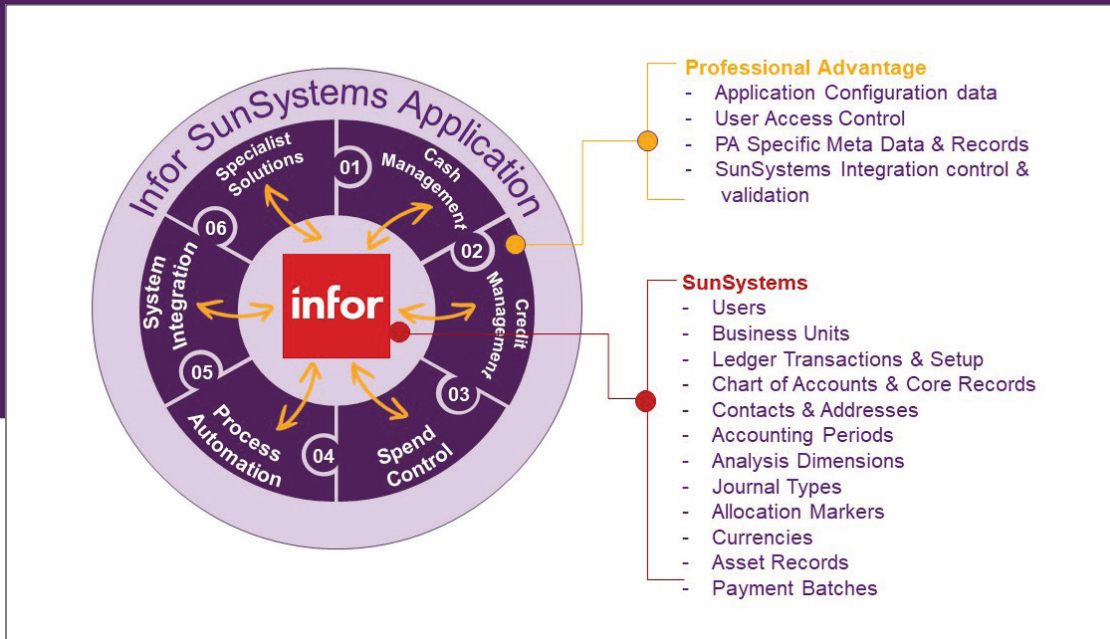 Infor SunSystems Application
01
Cash
Management
02
Credit
Management
03
Spend
Control
04
Process
Automation
05
System
Integration
06
Specialist
Solutions
infor
Professional Advantage
- Application Configuration data
- User Access Control
- PA Specific Meta Data & Records
- SunSystems Integration control &
validation
SunSystems
- Users
- Business Units
- Ledger Transactions & Setup
- Chart of Accounts & Core Records
- Contacts & Addresses
- Accounting Periods
- Analysis Dimensions
- Journal Types
- Allocation Markers
- Currencies
- Asset Records
- Payment Batches